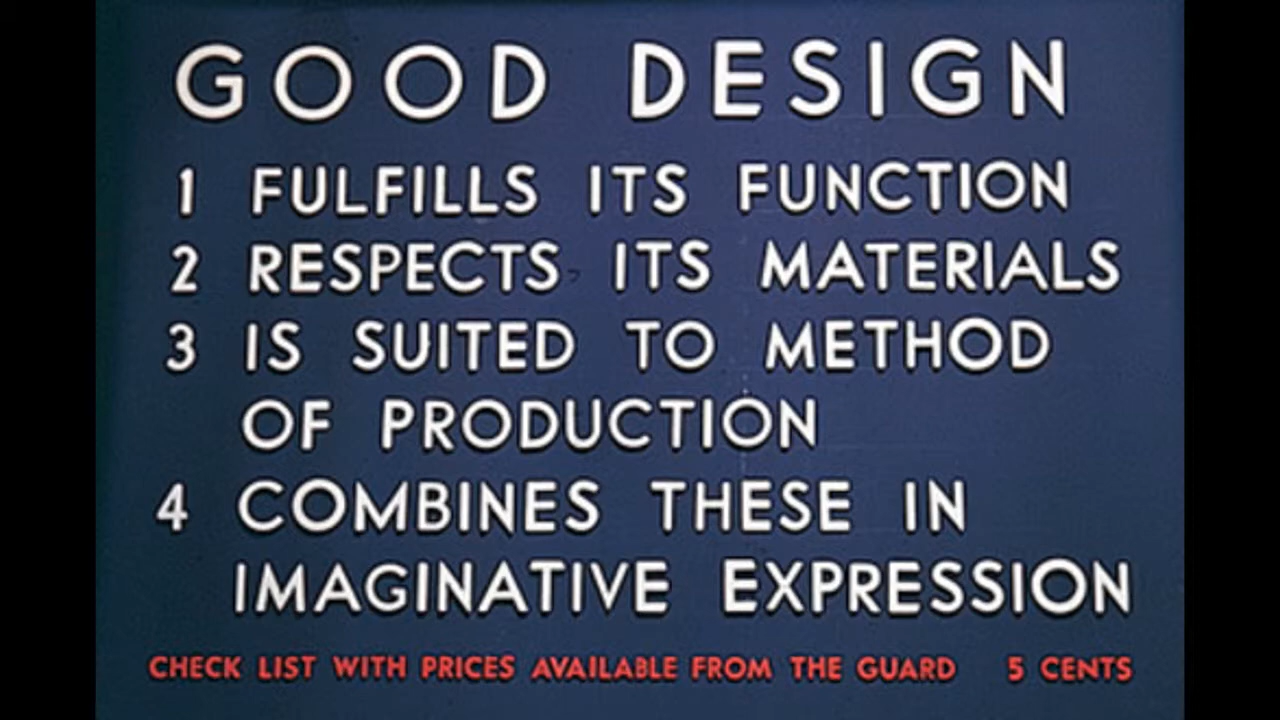 GOOD DESIGN
1 FULFILLS ITS FUNCTION
2 RESPECTS ITS MATERIALS
3 IS SUITED TO METHOD
OF PRODUCTION
4 COMBINES THESE IN
IMAGINATIVE EXPRESSION
CHECK LIST WITH PRICES AVAILABLE FROM THE GUARD 5 CENTS